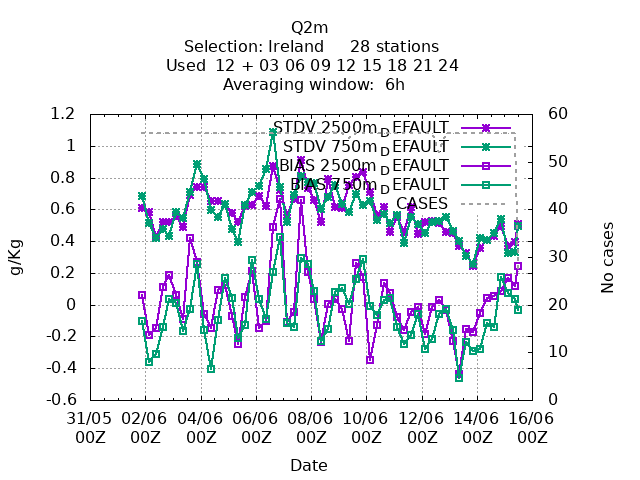 Q2m
Selection: Ireland     28 stations
Used  12 + 03 06 09 12 15 18 21 24
Averaging window:  6h
STDV 2500m_DEFAULT
STDV 750m_DEFAULT
BIAS 2500m_DEFAULT
BIAS 750m_DEFAULT
CASES
1.2
1
0.8
0.6
0.4
0.2
0
-0.2
-0.4
-0.6
g/Kg
60
50
40
30
20
10
0
No cases
31/05 02/06 04/06 06/06 08/06 10/06 12/06 14/06 16/06
00Z 00Z 00Z 00Z 00Z 00Z 00Z 00Z 00Z
Date